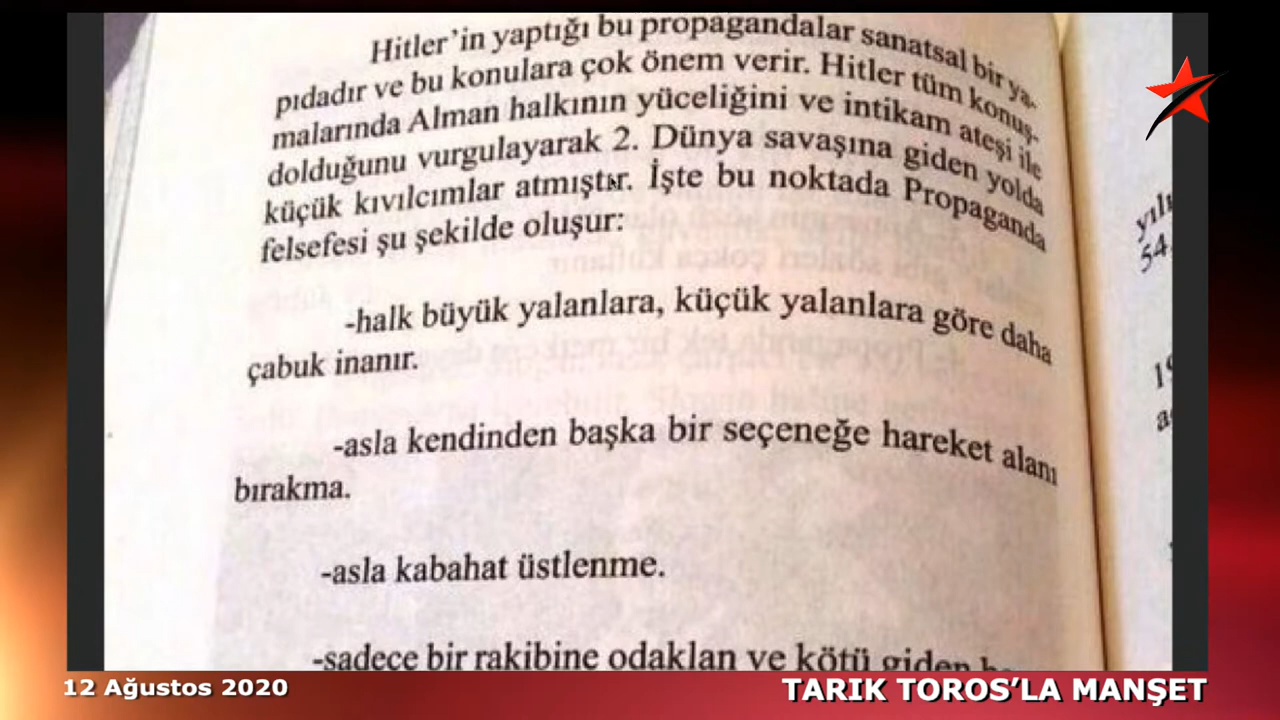 Hitler'in yaptığı bu propagandalar sanatsal bir ya-
pıdadır ve bu konulara çok önem verir. Hitler tüm konuş-
malarında Alman halkının yüceliğini ve intikam ateşi ile
dolduğunu vurgulayarak 2. Dünya savaşına giden yolda
küçük kıvılcımlar atmıştır. İşte bu noktada Propaganda
felsefesi şu şekilde oluşur:
-halk büyük yalanlara, küçük yalanlara göre daha
çabuk inanır.
-asla kendinden başka bir seçeneğe hareket alanı
bırakma.
-asla kabahat üstlenme.
-sadece bir rakibine odaklan ve kötü giden
54
12 Ağustos 2020
TARIK TOROS'LA MANŞET